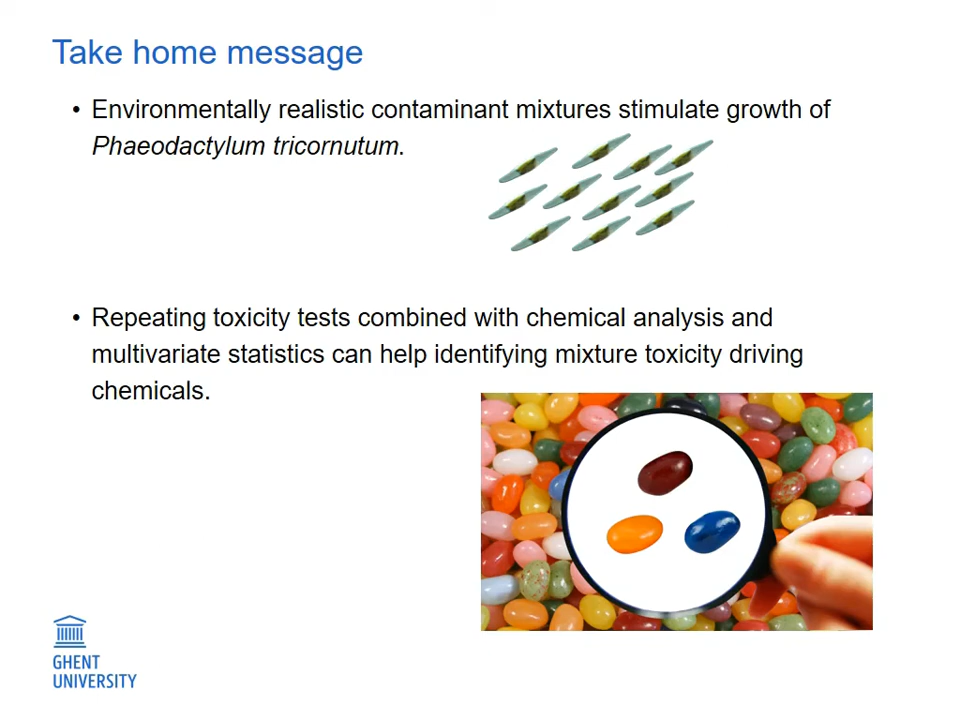 Take home message
• Environmentally realistic contaminant mixtures stimulate growth of
Phaeodactylum tricornutum.
• Repeating toxicity tests combined with chemical analysis and
multivariate statistics can help identifying mixture toxicity driving
chemicals.
GHENT
UNIVERSITY